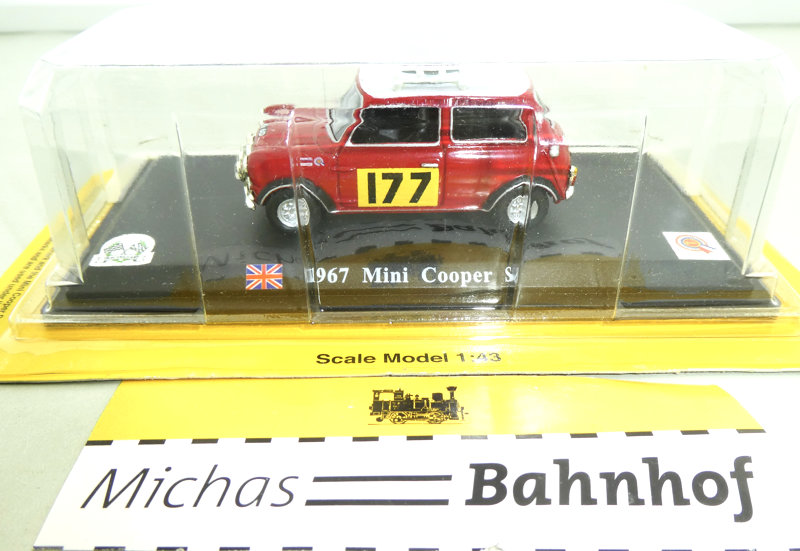 177
1967 Mini Cooper S
Scale Model 1:43
Michas Bahnhof